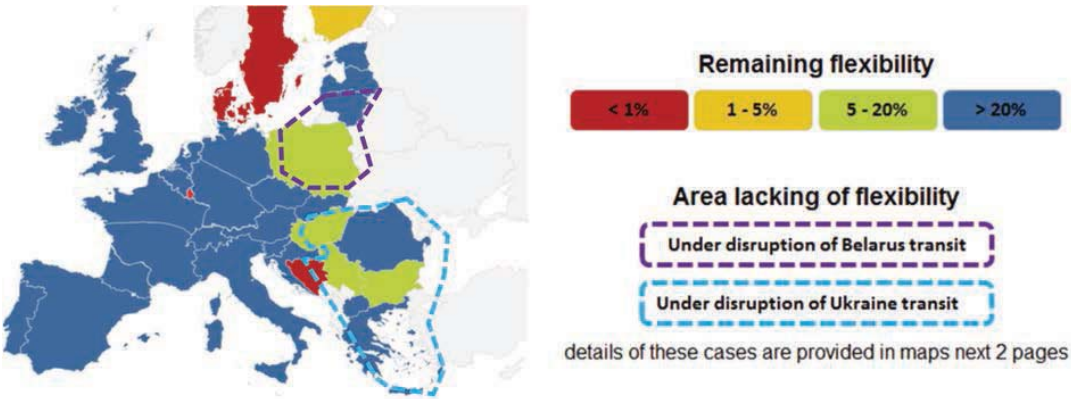 Remaining flexibility
< 1%
1 - 5%
5 - 20%
> 20%
Area lacking of flexibility
Under disruption of Belarus transit
Under disruption of Ukraine transit
details of these cases are provided in maps next 2 pages